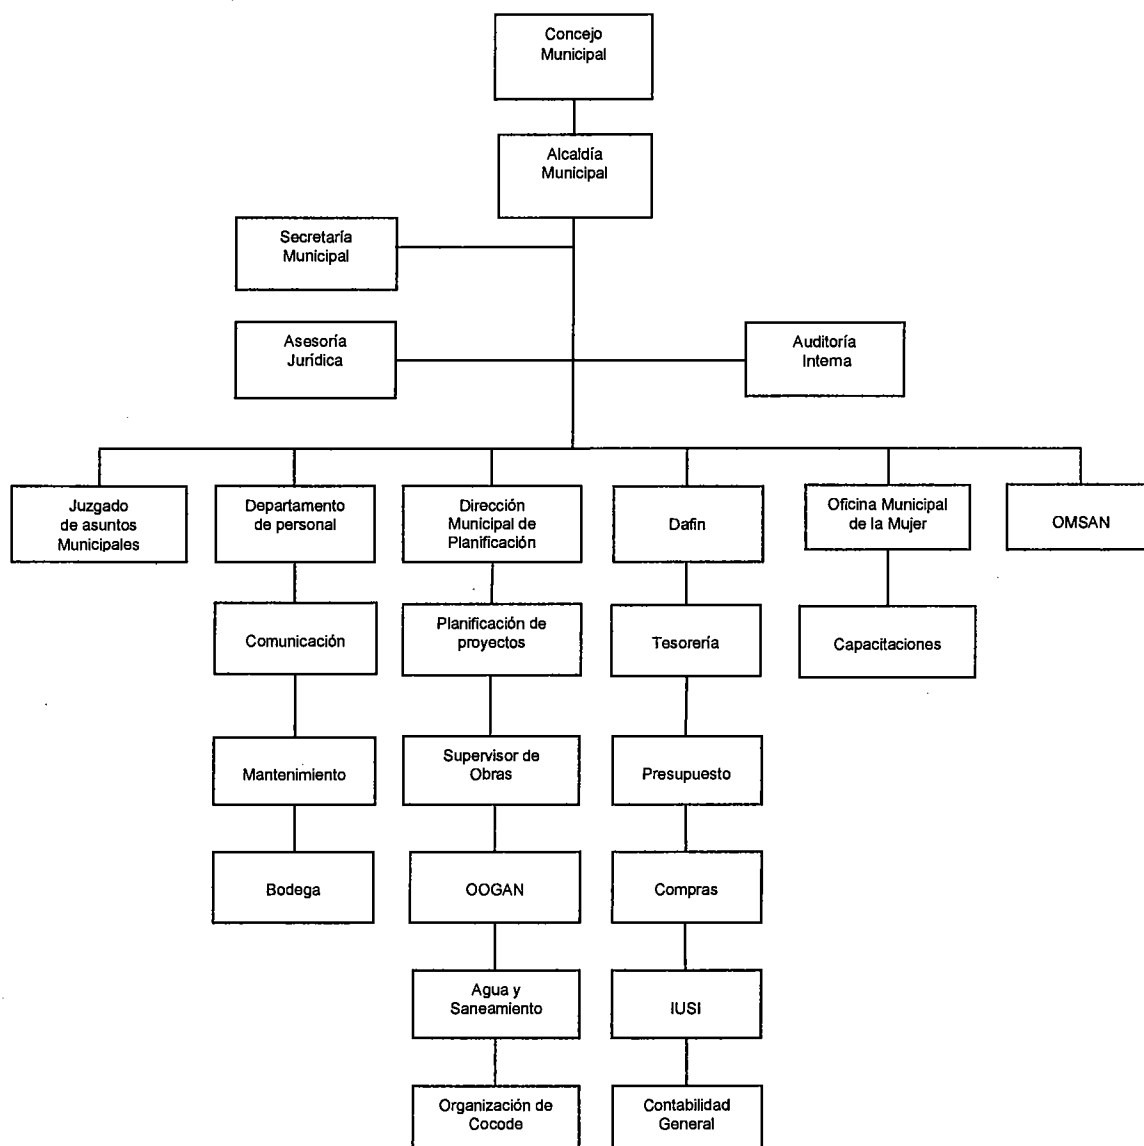 Concejo
Municipal
Alcaldía
Municipal
Secretaría
Municipal
Asesoría
Jurídica
Auditoría
Interna
Juzgado
de asuntos
Municipales
Departamento
de personal
Dirección
Municipal de
Planificación
Dafin
Oficina Municipal
de la Mujer
OMSAN
Comunicación
Planificación de
proyectos
Tesorería
Capacitaciones
Mantenimiento
Supervisor de
Obras
Presupuesto
Bodega
OOGAN
Compras
Agua y
Saneamiento
IUSI
Organización de
Cocode
Contabilidad
General